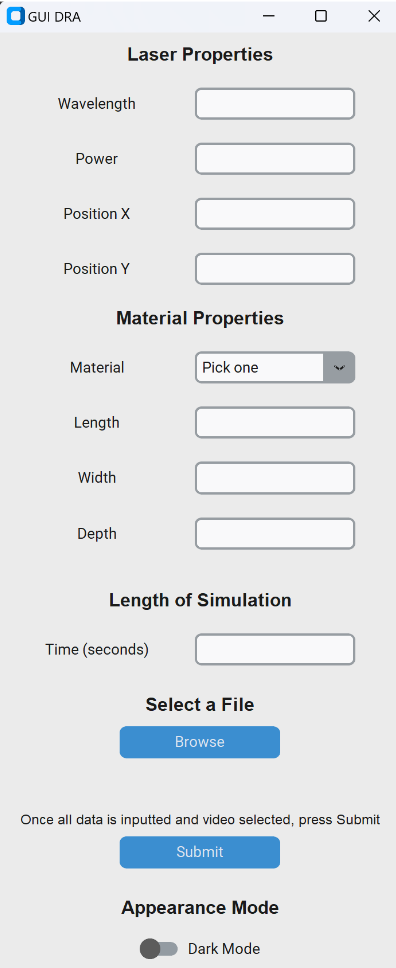 GUI DRA
Laser Properties
Wavelength
Power
Position X
Position Y
Material Properties
Material Pick one
Length
Width
Depth
Length of Simulation
Time (seconds)
Select a File
Browse
Once all data is inputted and video selected, press Submit
Submit
Appearance Mode
Dark Mode